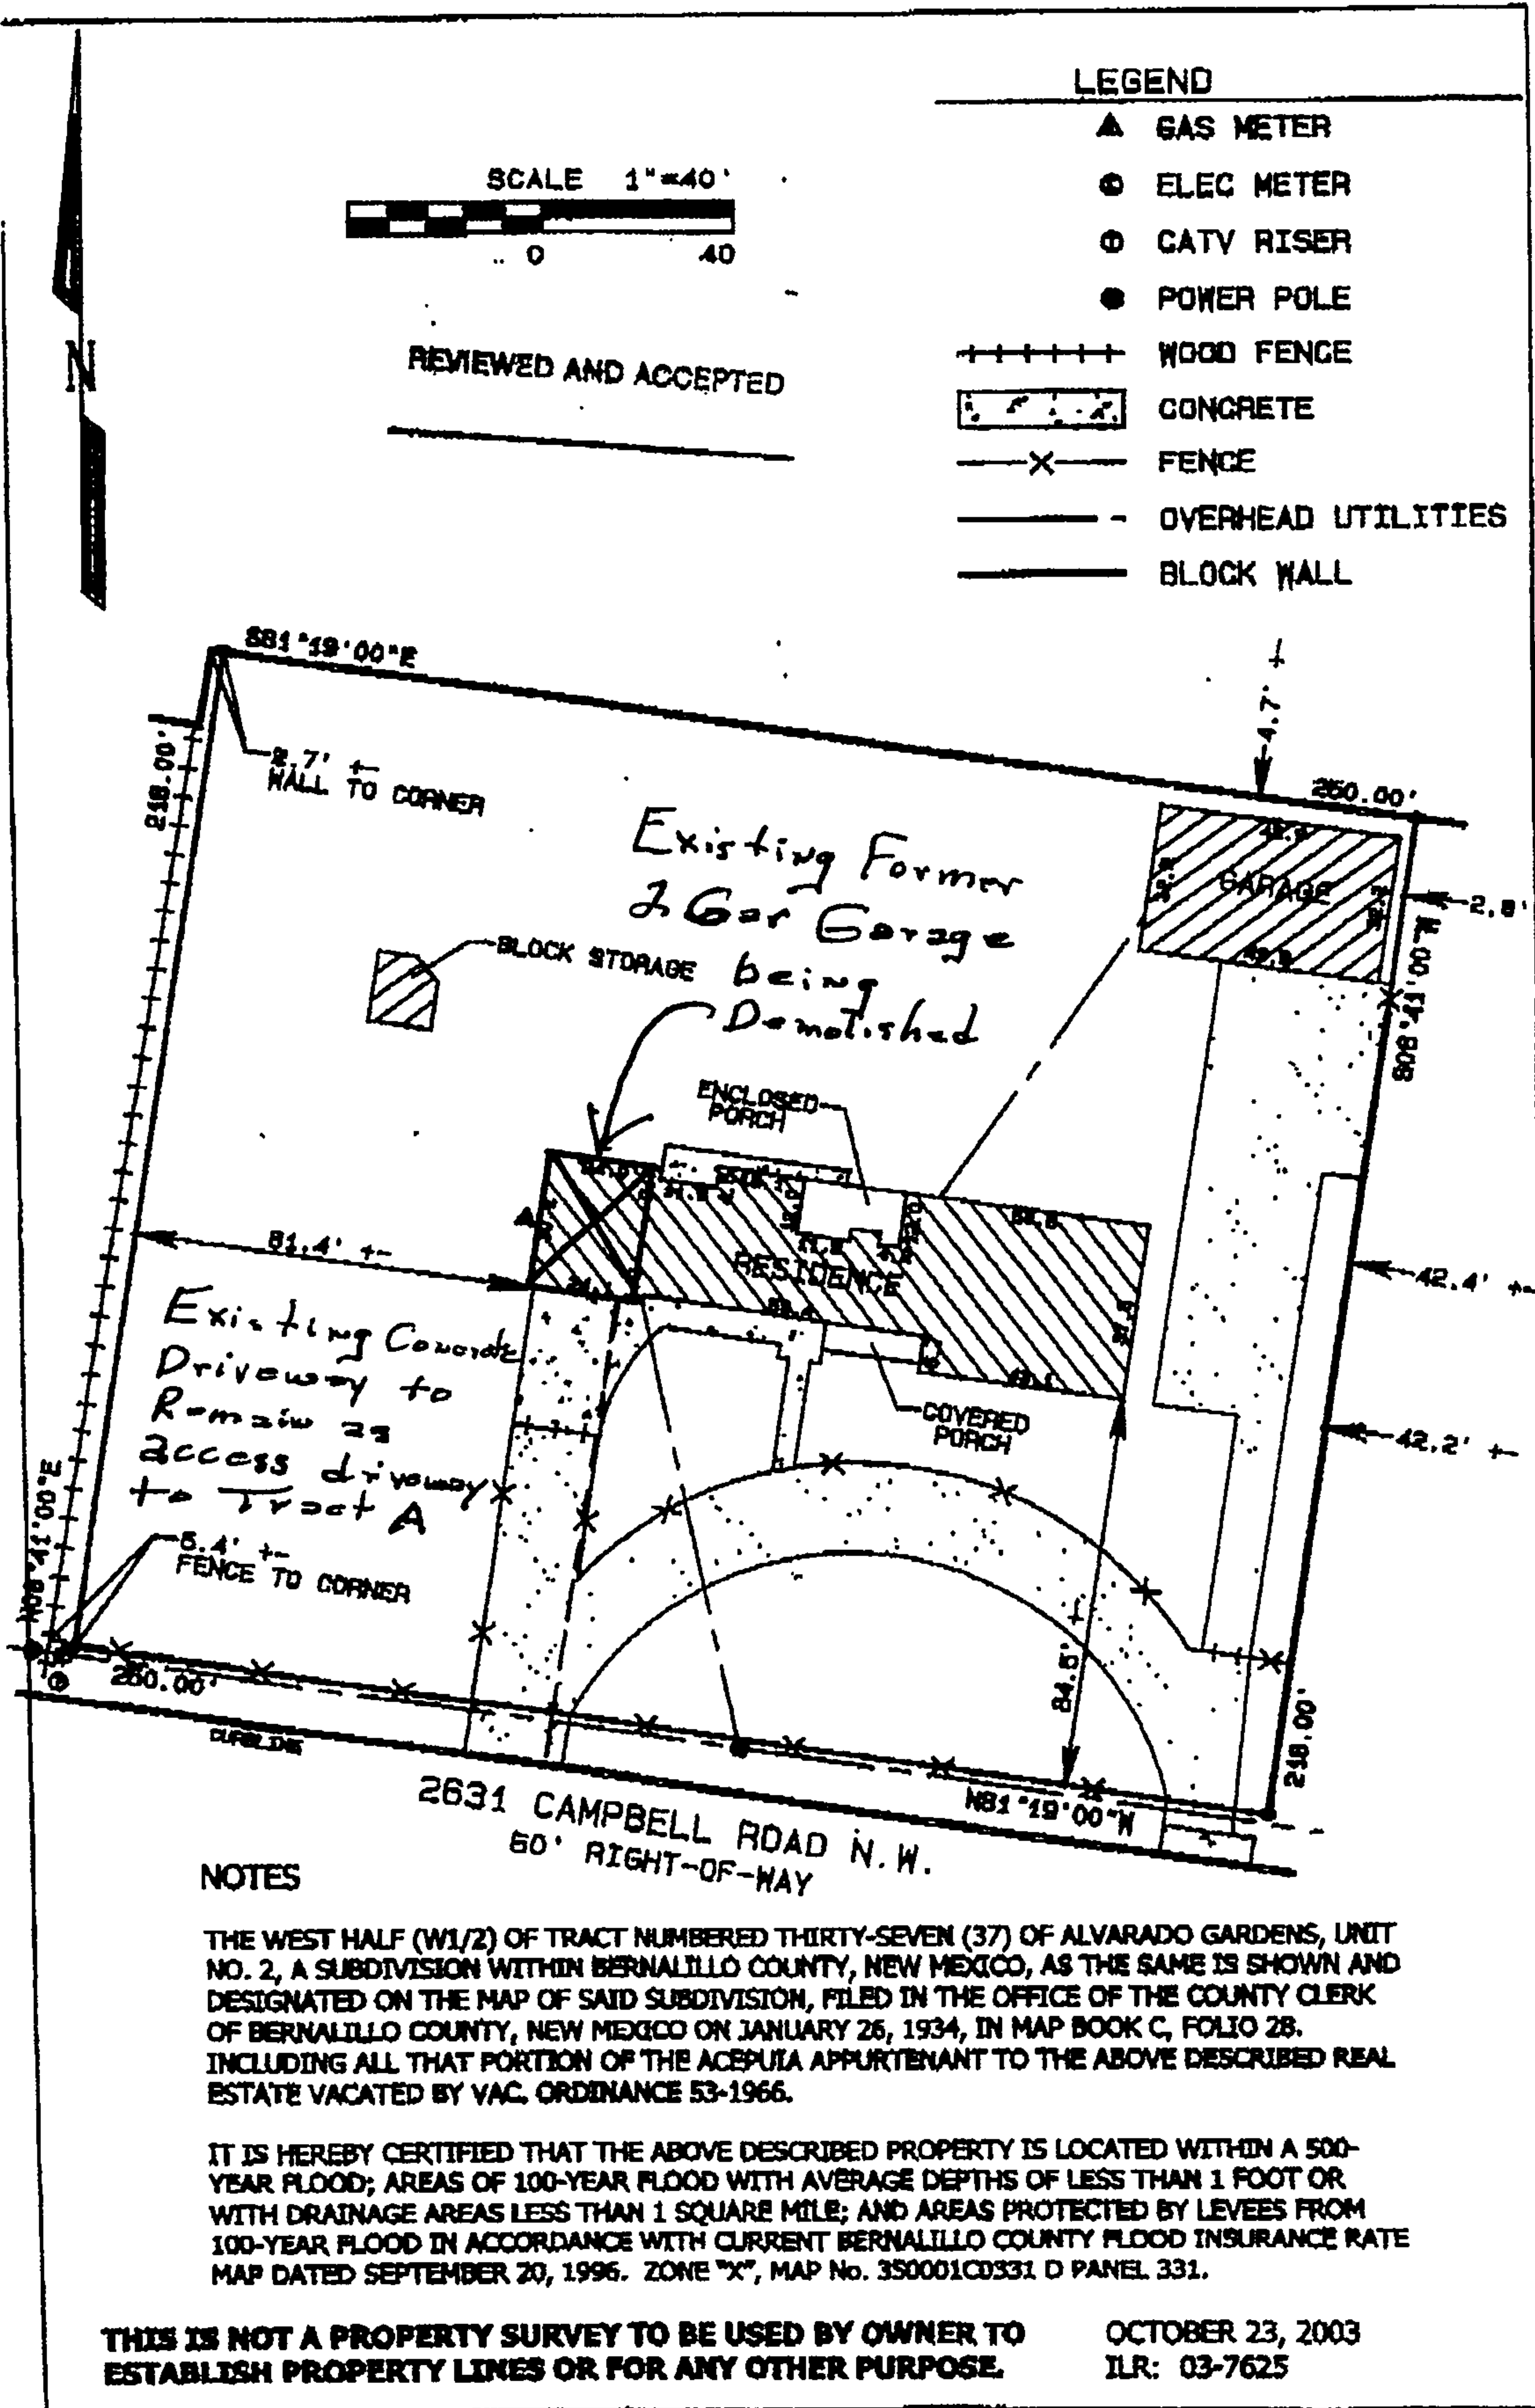 LEGEND
GAS METER
ELEC METER
CATV RISER
POWER POLE
WOOD FENCE
CONCRETE
FENCE
OVERHEAD UTILITIES
BLOCK WALL
SCALE 1"=40'
0 40
N
REVIEWED AND ACCEPTED
S81°19'00"E
4.7' +-
250.00'
218.00'
2.7' +-
WALL TO CORNER
Existing Former
2 Car Garage
being
Demolished
GARAGE
2.8'
S08°41'00"W
BLOCK STORAGE
ENCLOSED
PORCH
81.4' +-
RESIDENCE
42.4' +-
Existing Concrete
Driveway to
Remain as
access driveway
to Tract A
COVERED
PORCH
42.2' +-
N08°41'00"E
5.4' +-
FENCE TO CORNER
84.5' +-
250.00'
218.00'
CURBLINE
N81°19'00"W
2631 CAMPBELL ROAD N.W.
60' RIGHT-OF-WAY
NOTES
THE WEST HALF (W1/2) OF TRACT NUMBERED THIRTY-SEVEN (37) OF ALVARADO GARDENS, UNIT
NO. 2, A SUBDIVISION WITHIN BERNALILLO COUNTY, NEW MEXICO, AS THE SAME IS SHOWN AND
DESIGNATED ON THE MAP OF SAID SUBDIVISION, FILED IN THE OFFICE OF THE COUNTY CLERK
OF BERNALILLO COUNTY, NEW MEXICO ON JANUARY 26, 1934, IN MAP BOOK C, FOLIO 28.
INCLUDING ALL THAT PORTION OF THE ACEPUIA APPURTENANT TO THE ABOVE DESCRIBED REAL
ESTATE VACATED BY VAC. ORDINANCE 53-1966.
IT IS HEREBY CERTIFIED THAT THE ABOVE DESCRIBED PROPERTY IS LOCATED WITHIN A 500-
YEAR FLOOD; AREAS OF 100-YEAR FLOOD WITH AVERAGE DEPTHS OF LESS THAN 1 FOOT OR
WITH DRAINAGE AREAS LESS THAN 1 SQUARE MILE; AND AREAS PROTECTED BY LEVEES FROM
100-YEAR FLOOD IN ACCORDANCE WITH CURRENT BERNALILLO COUNTY FLOOD INSURANCE RATE
MAP DATED SEPTEMBER 20, 1996. ZONE "X", MAP No. 350001C0331 D PANEL 331.
THIS IS NOT A PROPERTY SURVEY TO BE USED BY OWNER TO
ESTABLISH PROPERTY LINES OR FOR ANY OTHER PURPOSE.
OCTOBER 23, 2003
ILR: 03-7625